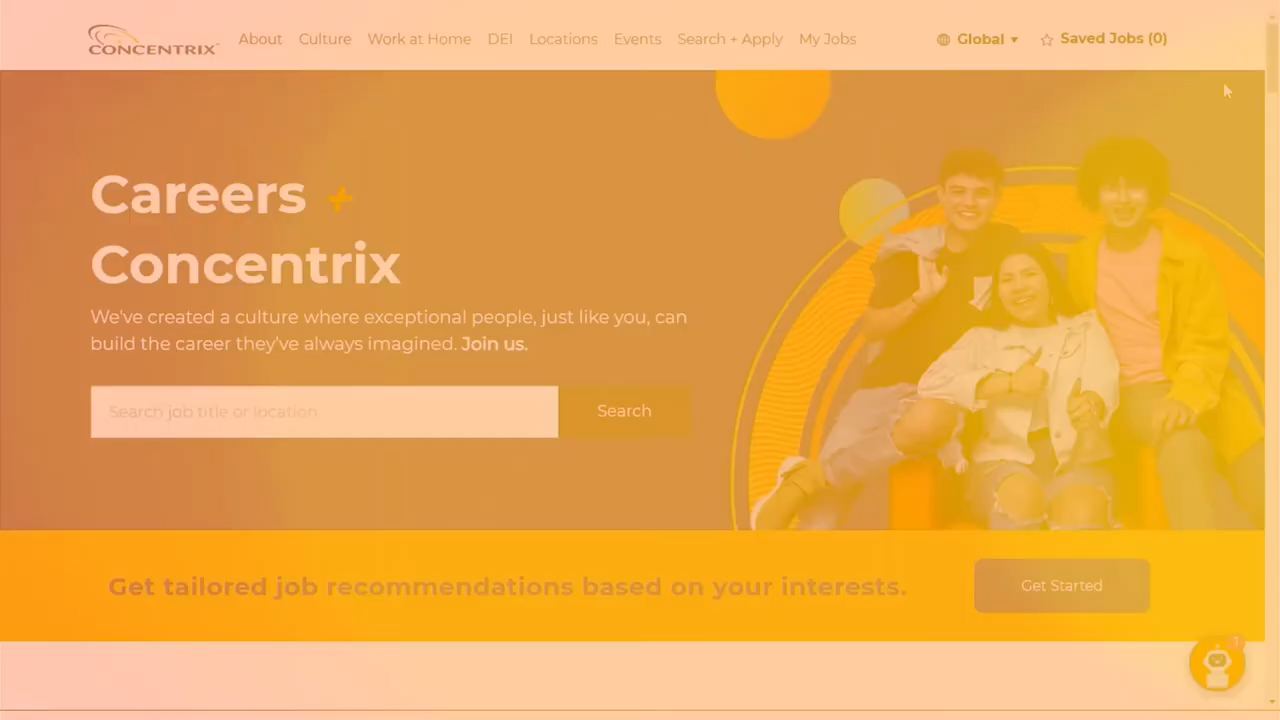 CONCENTRIX
About Culture Work at Home DEI Locations Events Search + Apply My Jobs Global Saved Jobs (0)
Careers +
Concentrix
We've created a culture where exceptional people, just like you, can
build the career they've always imagined. Join us.
Search job title or location
Search
Get tailored job recommendations based on your interests.
Get Started
1